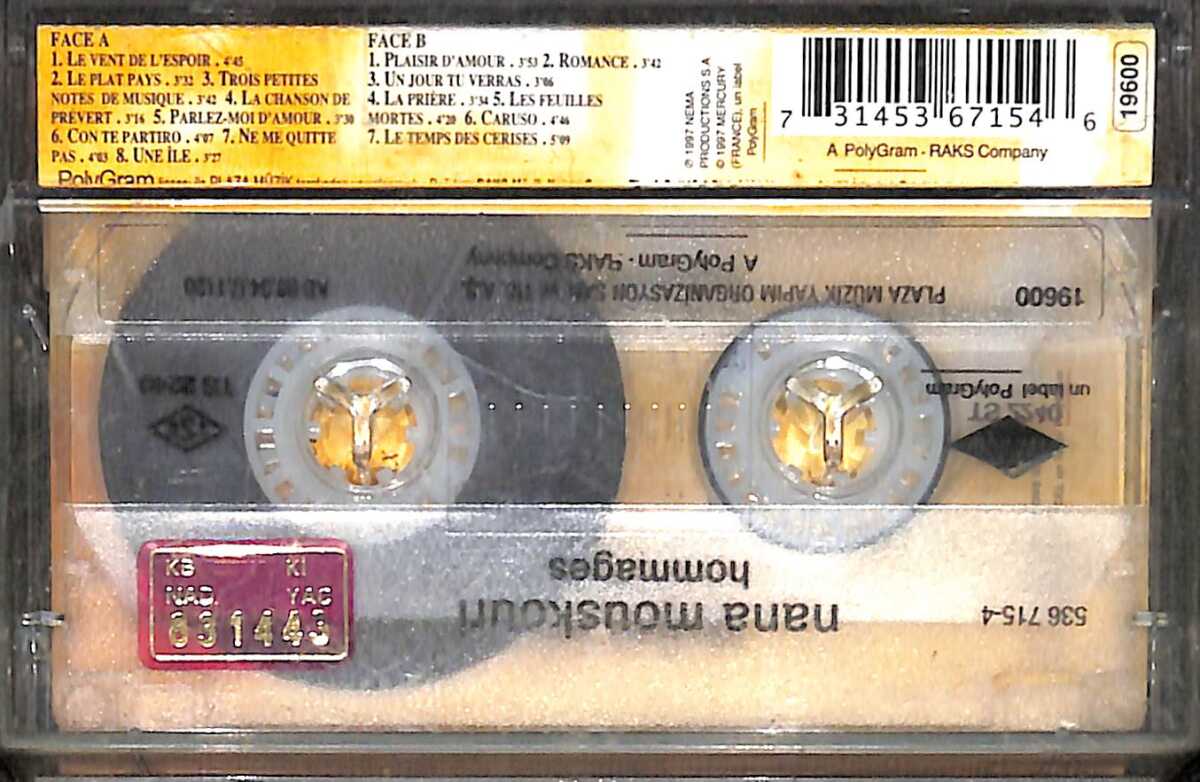 FACE A
1. LE VENT DE L'ESPOIR . 4'45
2. LE PLAT PAYS . 3'32 3. TROIS PETITES
NOTES DE MUSIQUE . 3'42 4. LA CHANSON DE
PRÉVERT . 3'16 5. PARLEZ-MOI D'AMOUR . 3'30
6. CON TE PARTIRO . 4'07 7. NE ME QUITTE
PAS . 4'03 8. UNE ÎLE . 3'27
FACE B
1. PLAISIR D'AMOUR . 3'53 2. ROMANCE . 3'42
3. UN JOUR TU VERRAS . 3'06
4. LA PRIÈRE . 3'34 5. LES FEUILLES
MORTES . 4'20 6. CARUSO . 4'46
7. LE TEMPS DES CERISES . 5'09
℗ 1997 NEMA
PRODUCTIONS S A
© 1997 MERCURY
(FRANCE), un label
PolyGram
7 31453 67154 6
A PolyGram - RAKS Company
19600
PolyGram PLAZA MÜZİK
A PolyGram - RAKS Company
PLAZA MÜZİK YAPIM ORGANİZASYON SAN. ve TİC. A.Ş.
19600
un label PolyGram
TS 2240
hommages
nana mouskouri
536 715-4
KB Kİ
NAD. YAC
631443